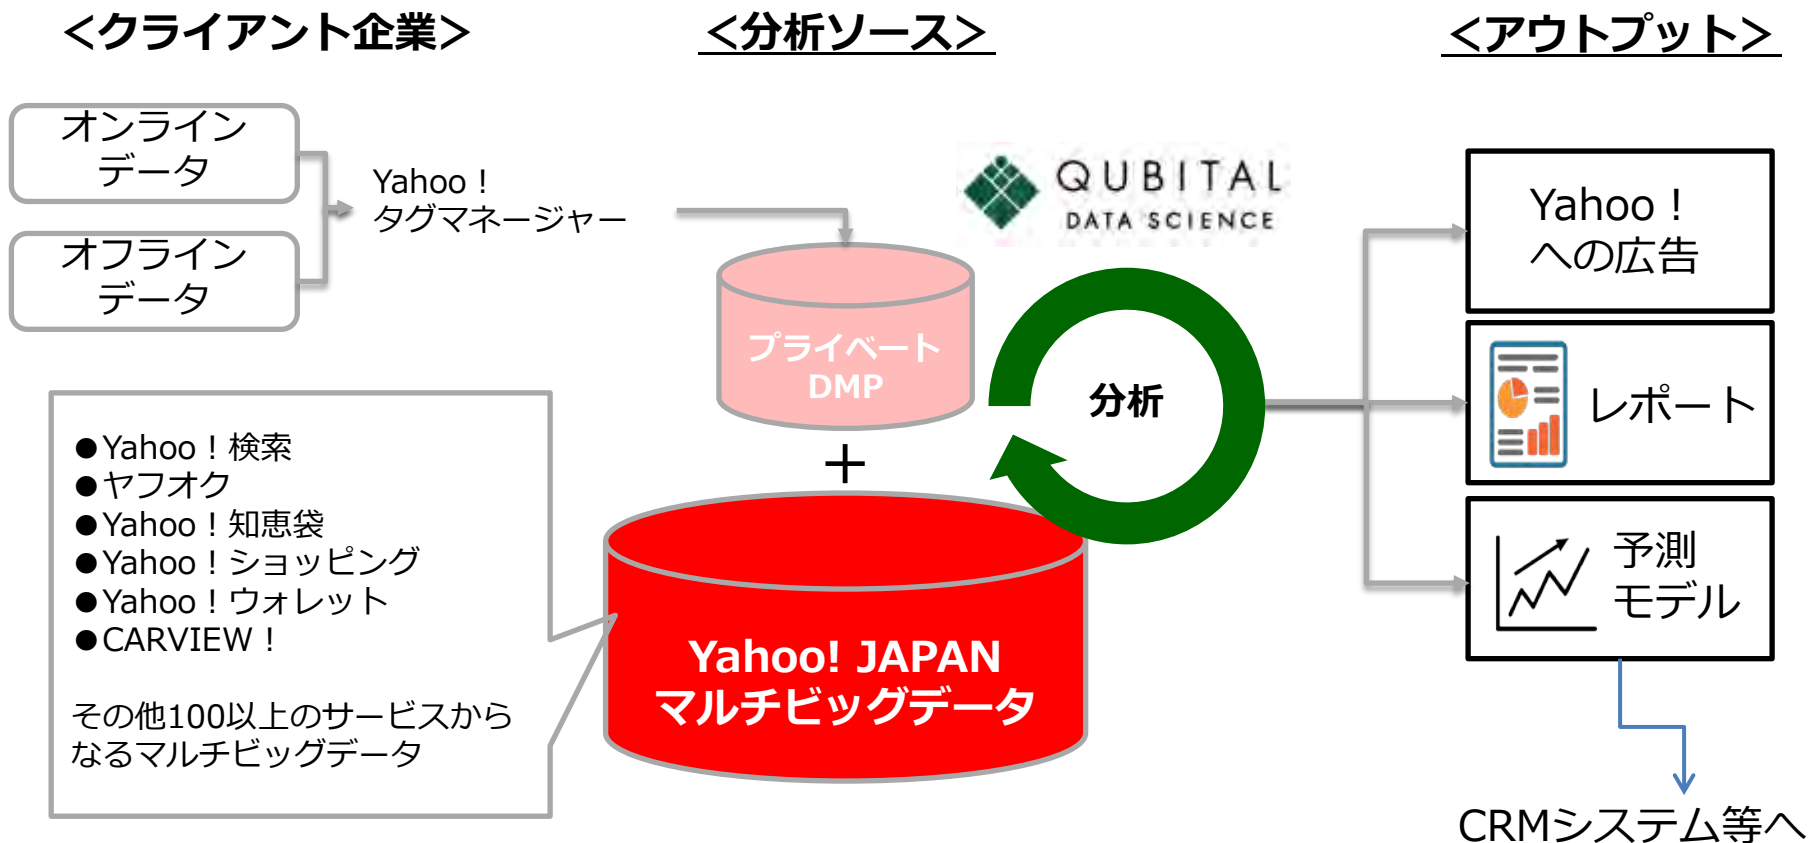 ＜クライアント企業＞
＜分析ソース＞
＜アウトプット＞
オンライン
データ
オフライン
データ
Yahoo！
タグマネージャー
QUBITAL
DATA SCIENCE
プライベート
DMP
＋
Yahoo! JAPAN
マルチビッグデータ
分析
●Yahoo！検索
●ヤフオク
●Yahoo！知恵袋
●Yahoo！ショッピング
●Yahoo！ウォレット
●CARVIEW！
その他100以上のサービスから
なるマルチビッグデータ
Yahoo！
への広告
レポート
予測
モデル
CRMシステム等へ